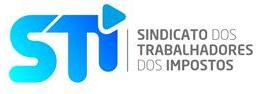 STI
SINDICATO DOS
TRABALHADORES
DOS IMPOSTOS